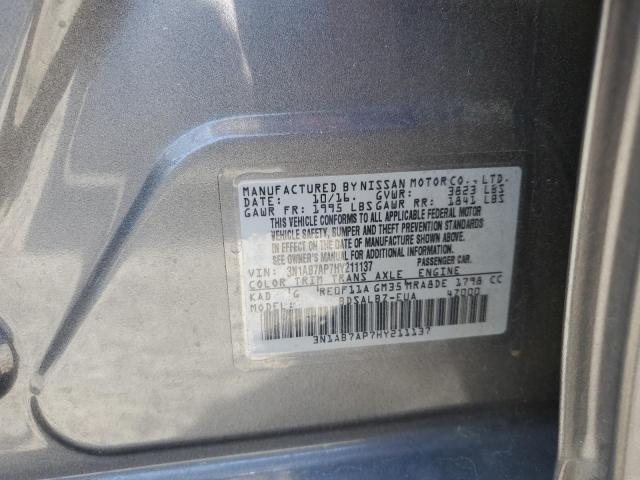 MANUFACTURED BY NISSAN MOTOR CO., LTD.
DATE: 10/16. GVWR: 3823 LBS
GAWR FR: 1995 LBS GAWR RR: 1841 LBS
THIS VEHICLE CONFORMS TO ALL APPLICABLE FEDERAL MOTOR
VEHICLE SAFETY, BUMPER AND THEFT PREVENTION STANDARDS
IN EFFECT ON THE DATE OF MANUFACTURE SHOWN ABOVE.
SEE OWNER'S MANUAL FOR ADDITIONAL INFORMATION.
VIN: 3N1AB7AP7HY211137 PASSENGER CAR
COLOR TRIM TRANS AXLE ENGINE
KAD G RE0F11A GM35 MRA8DE 1798 CC
BDSALBZ-EUA 47000
3N1AB7AP7HY211137